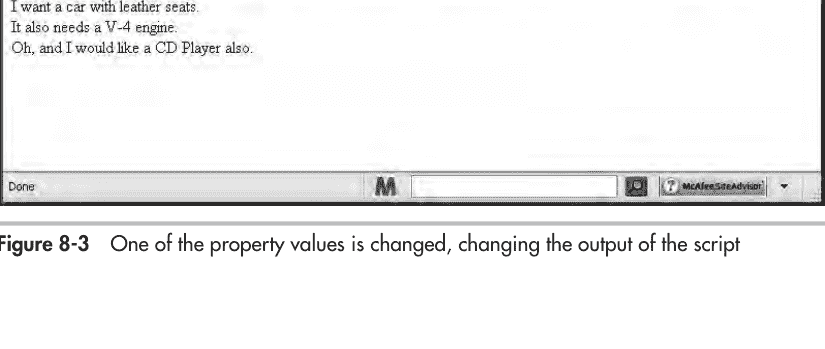 I want a car with leather seats.
It also needs a V-4 engine.
Oh, and I would like a CD Player also.
Done M ? McAfee SiteAdvisor
Figure 8-3 One of the property values is changed, changing the output of the script